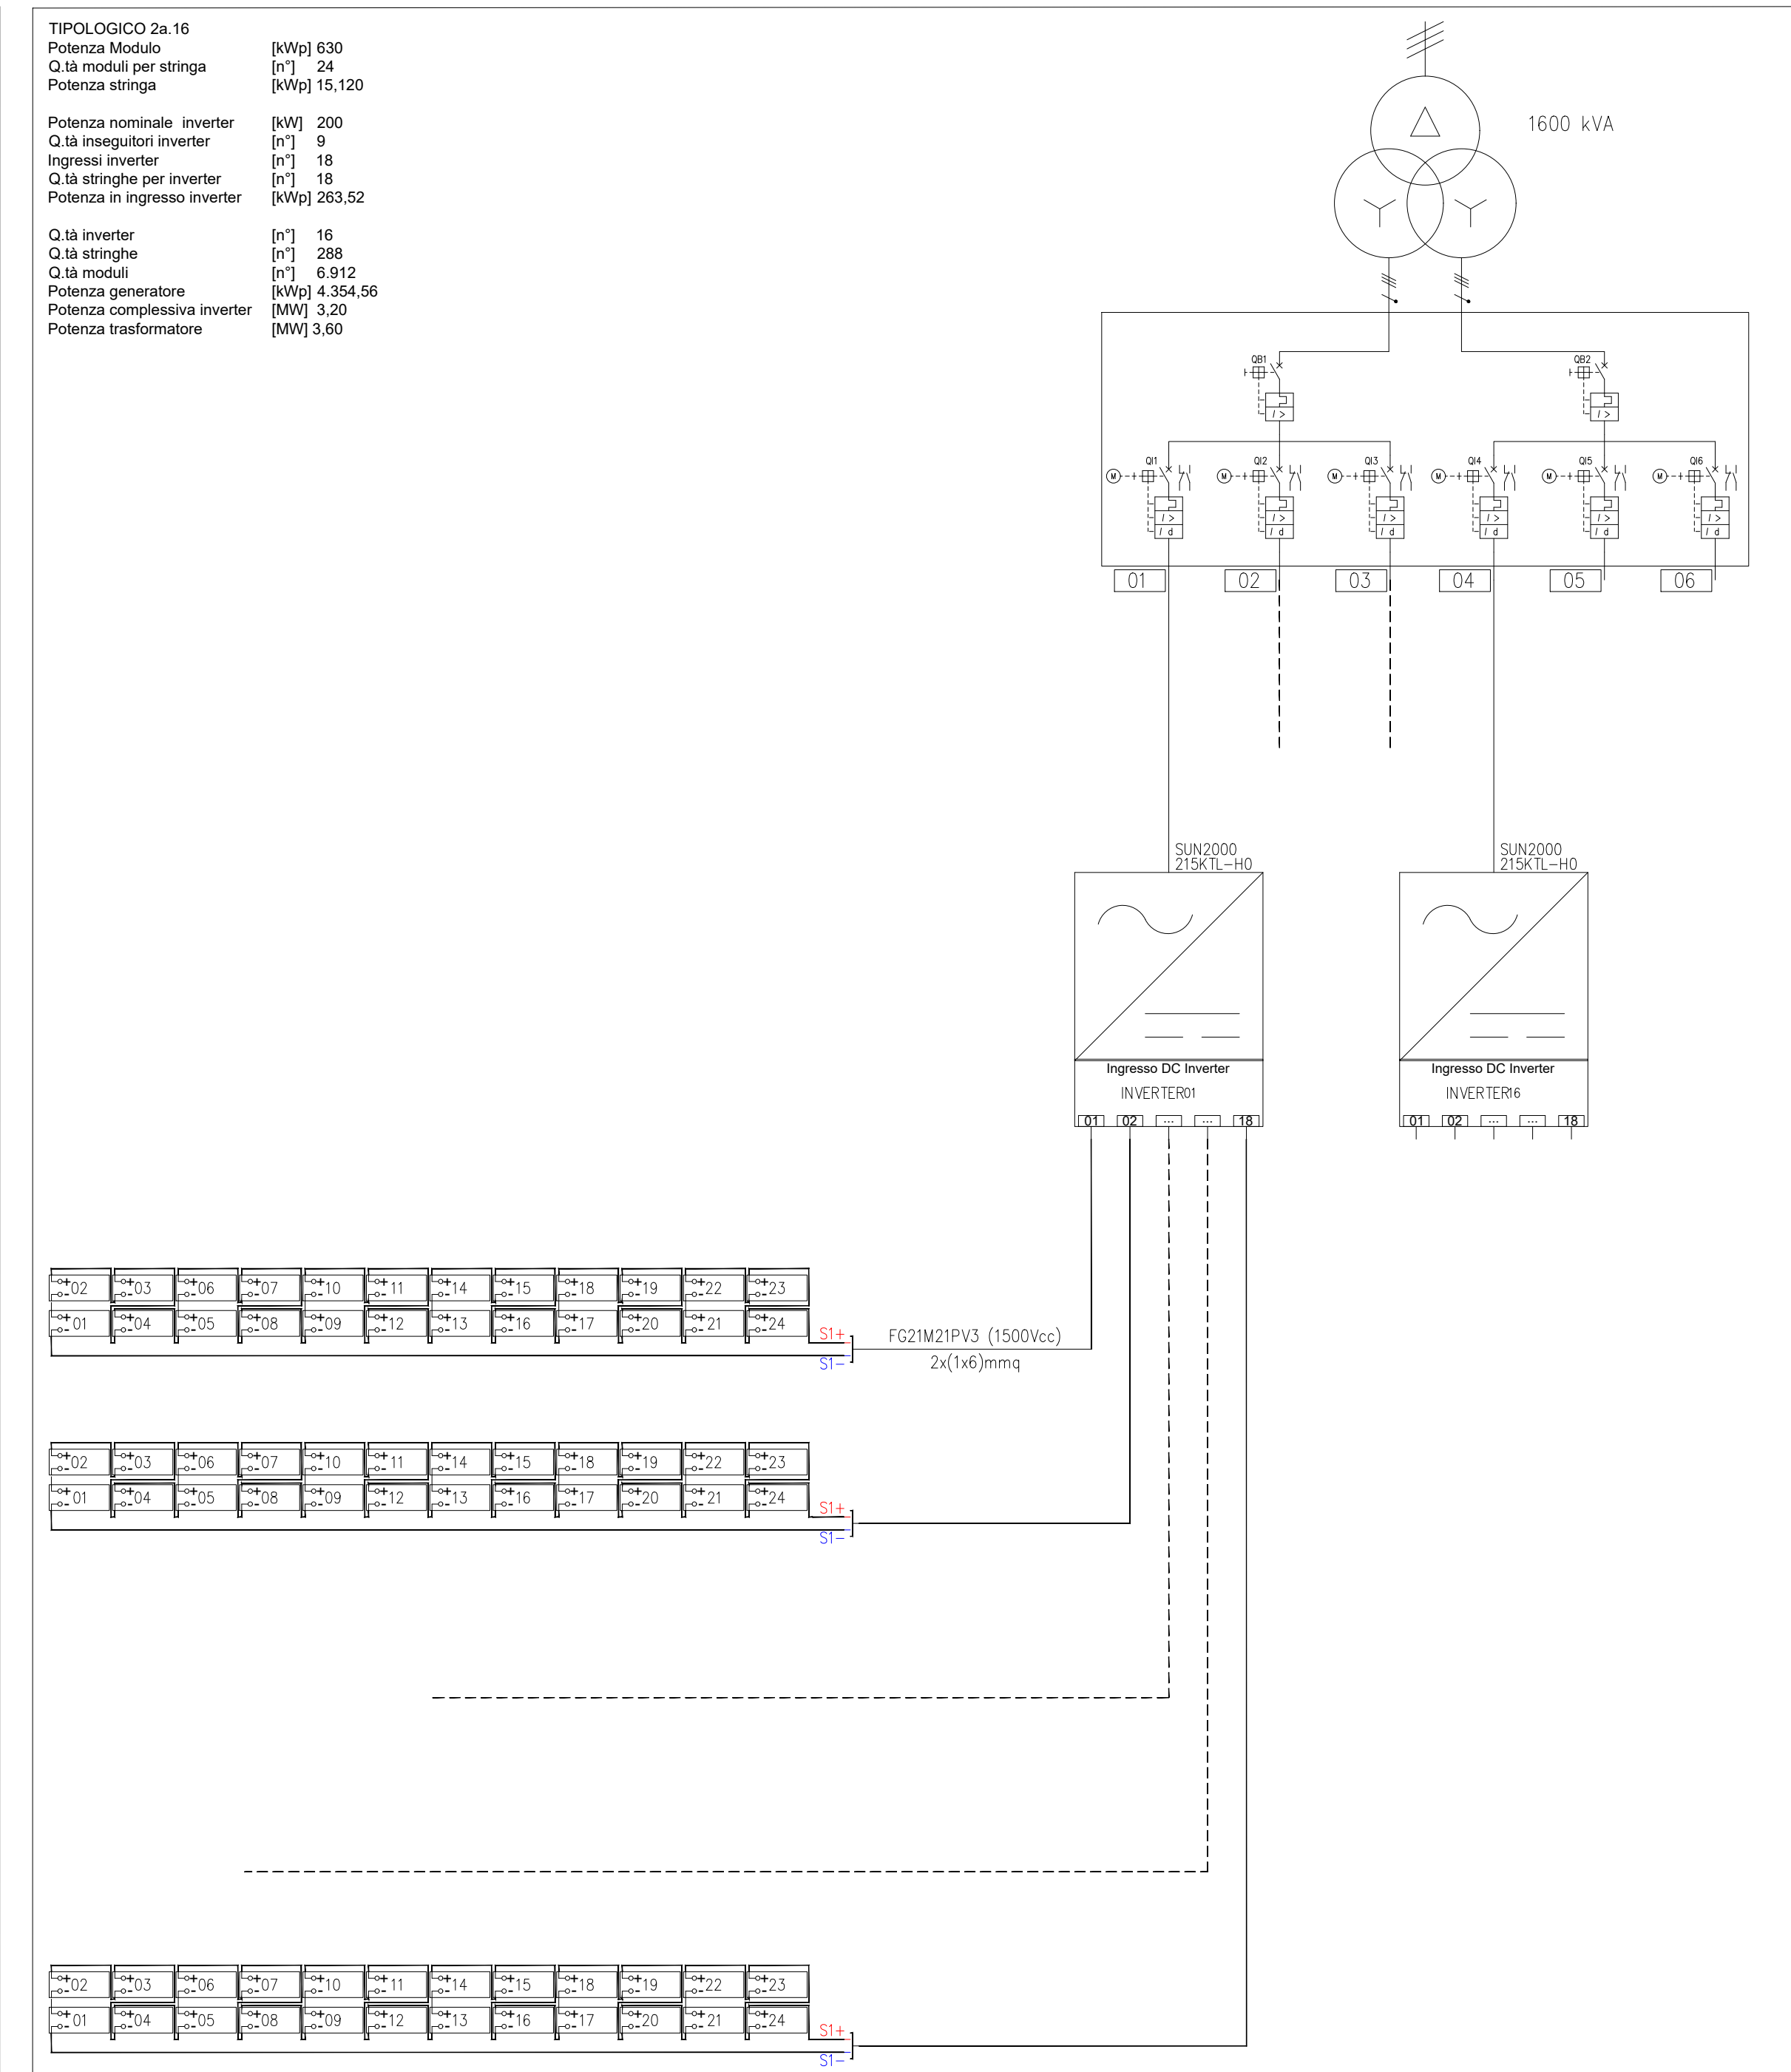 TIPOLOGICO 2a.16
Potenza Modulo [kWp] 630
Q.tà moduli per stringa [n°] 24
Potenza stringa [kWp] 15,120
Potenza nominale inverter [kW] 200
Q.tà inseguitori inverter [n°] 9
Ingressi inverter [n°] 18
Q.tà stringhe per inverter [n°] 18
Potenza in ingresso inverter [kWp] 263,52
Q.tà inverter [n°] 16
Q.tà stringhe [n°] 288
Q.tà moduli [n°] 6.912
Potenza generatore [kWp] 4.354,56
Potenza complessiva inverter [MW] 3,20
Potenza trasformatore [MW] 3,60
1600 kVA
QB1 QB2
I > I >
QI1 QI2 QI3 QI4 QI5 QI6
M M M M M M
I > I > I > I > I > I >
I d I d I d I d I d I d
01 02 03 04 05 06
SUN2000 SUN2000
215KTL-H0 215KTL-H0
Ingresso DC Inverter Ingresso DC Inverter
INVERTER01 INVERTER16
01 02 ... ... 18 01 02 ... ... 18
+ - 02 + - 03 + - 06 + - 07 + - 10 + - 11 + - 14 + - 15 + - 18 + - 19 + - 22 + - 23
+ - 01 + - 04 + - 05 + - 08 + - 09 + - 12 + - 13 + - 16 + - 17 + - 20 + - 21 + - 24
S1+
FG21M21PV3 (1500Vcc)
S1-
2x(1x6)mmq
+ - 02 + - 03 + - 06 + - 07 + - 10 + - 11 + - 14 + - 15 + - 18 + - 19 + - 22 + - 23
+ - 01 + - 04 + - 05 + - 08 + - 09 + - 12 + - 13 + - 16 + - 17 + - 20 + - 21 + - 24
S1+
S1-
+ - 02 + - 03 + - 06 + - 07 + - 10 + - 11 + - 14 + - 15 + - 18 + - 19 + - 22 + - 23
+ - 01 + - 04 + - 05 + - 08 + - 09 + - 12 + - 13 + - 16 + - 17 + - 20 + - 21 + - 24
S1+
S1-